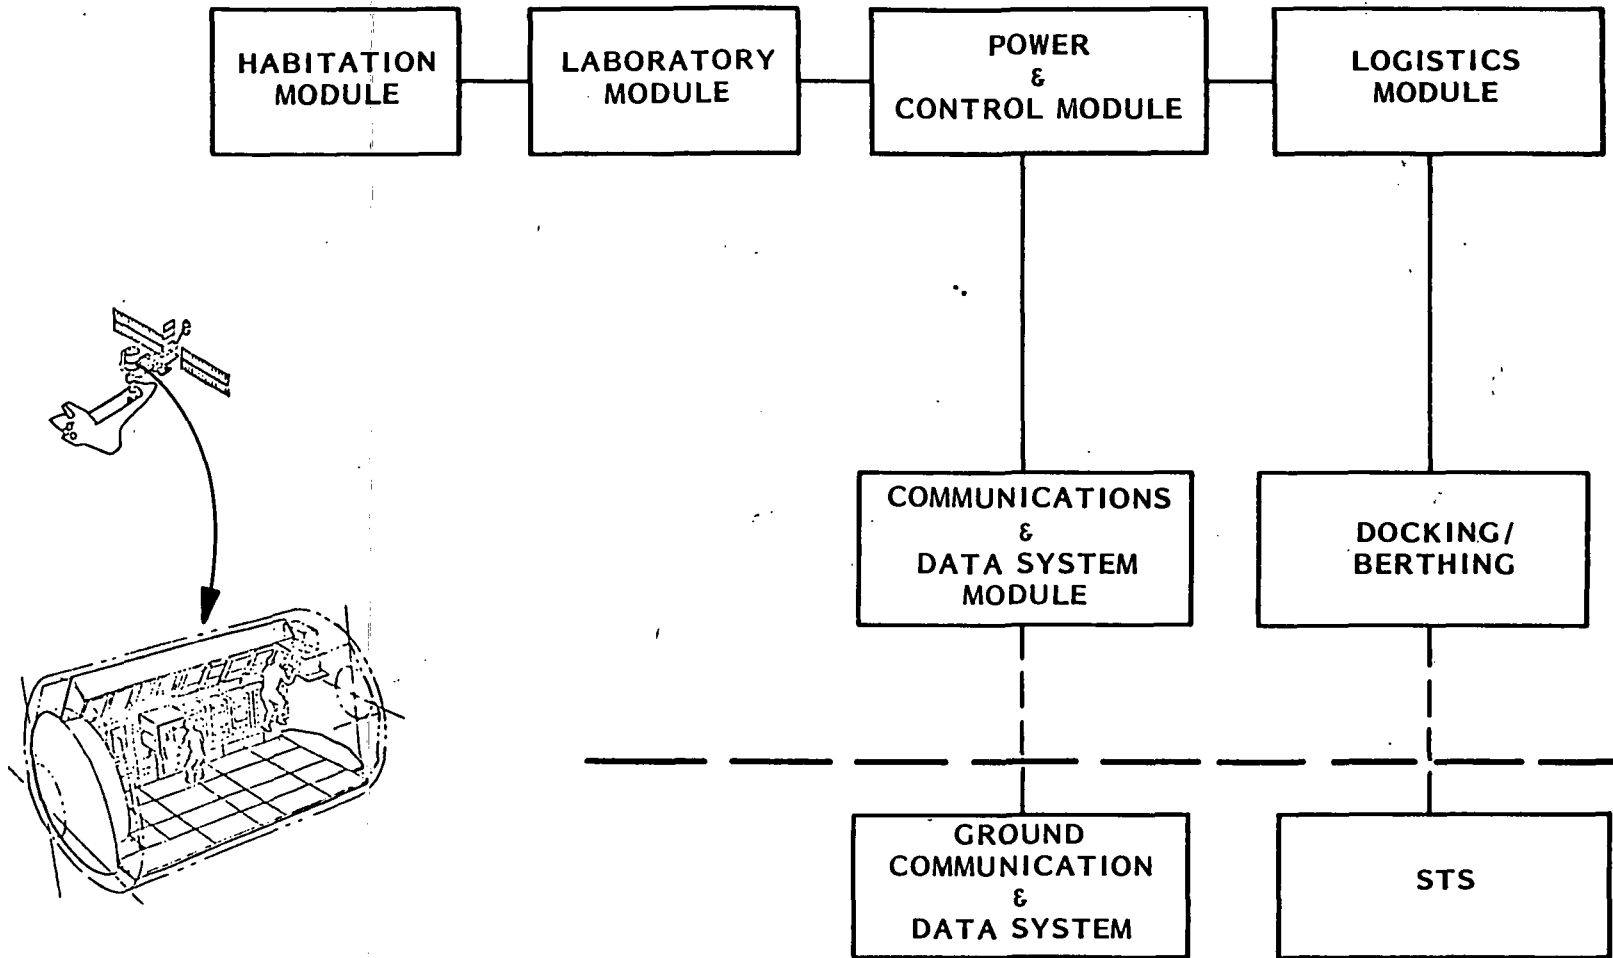 HABITATION
MODULE
LABORATORY
MODULE
POWER
&
CONTROL MODULE
LOGISTICS
MODULE
COMMUNICATIONS
&
DATA SYSTEM
MODULE
DOCKING/
BERTHING
GROUND
COMMUNICATION
&
DATA SYSTEM
STS